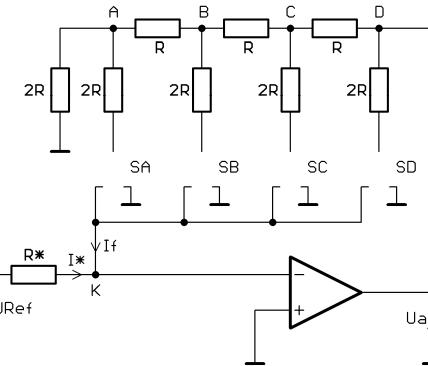 A B C D
R R R
2R 2R 2R 2R 2R
SA SB SC SD
If
R* I*
− 
K
URef
+
Ua